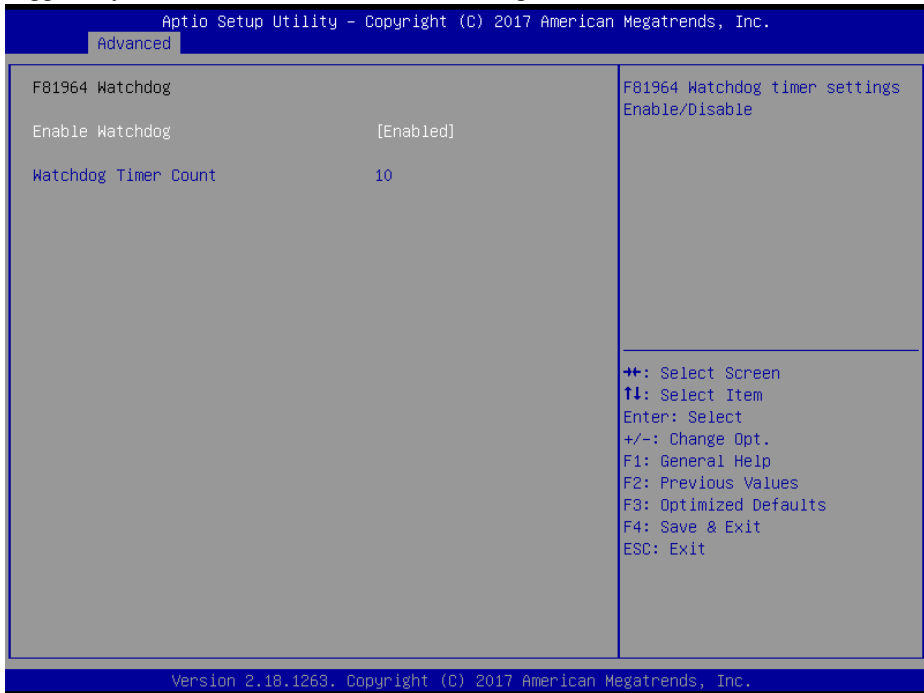 Aptio Setup Utility – Copyright (C) 2017 American Megatrends, Inc.
Advanced
F81964 Watchdog
Enable Watchdog [Enabled]
Watchdog Timer Count 10
F81964 Watchdog timer settings
Enable/Disable
→←: Select Screen
↑↓: Select Item
Enter: Select
+/-: Change Opt.
F1: General Help
F2: Previous Values
F3: Optimized Defaults
F4: Save & Exit
ESC: Exit
Version 2.18.1263. Copyright (C) 2017 American Megatrends, Inc.